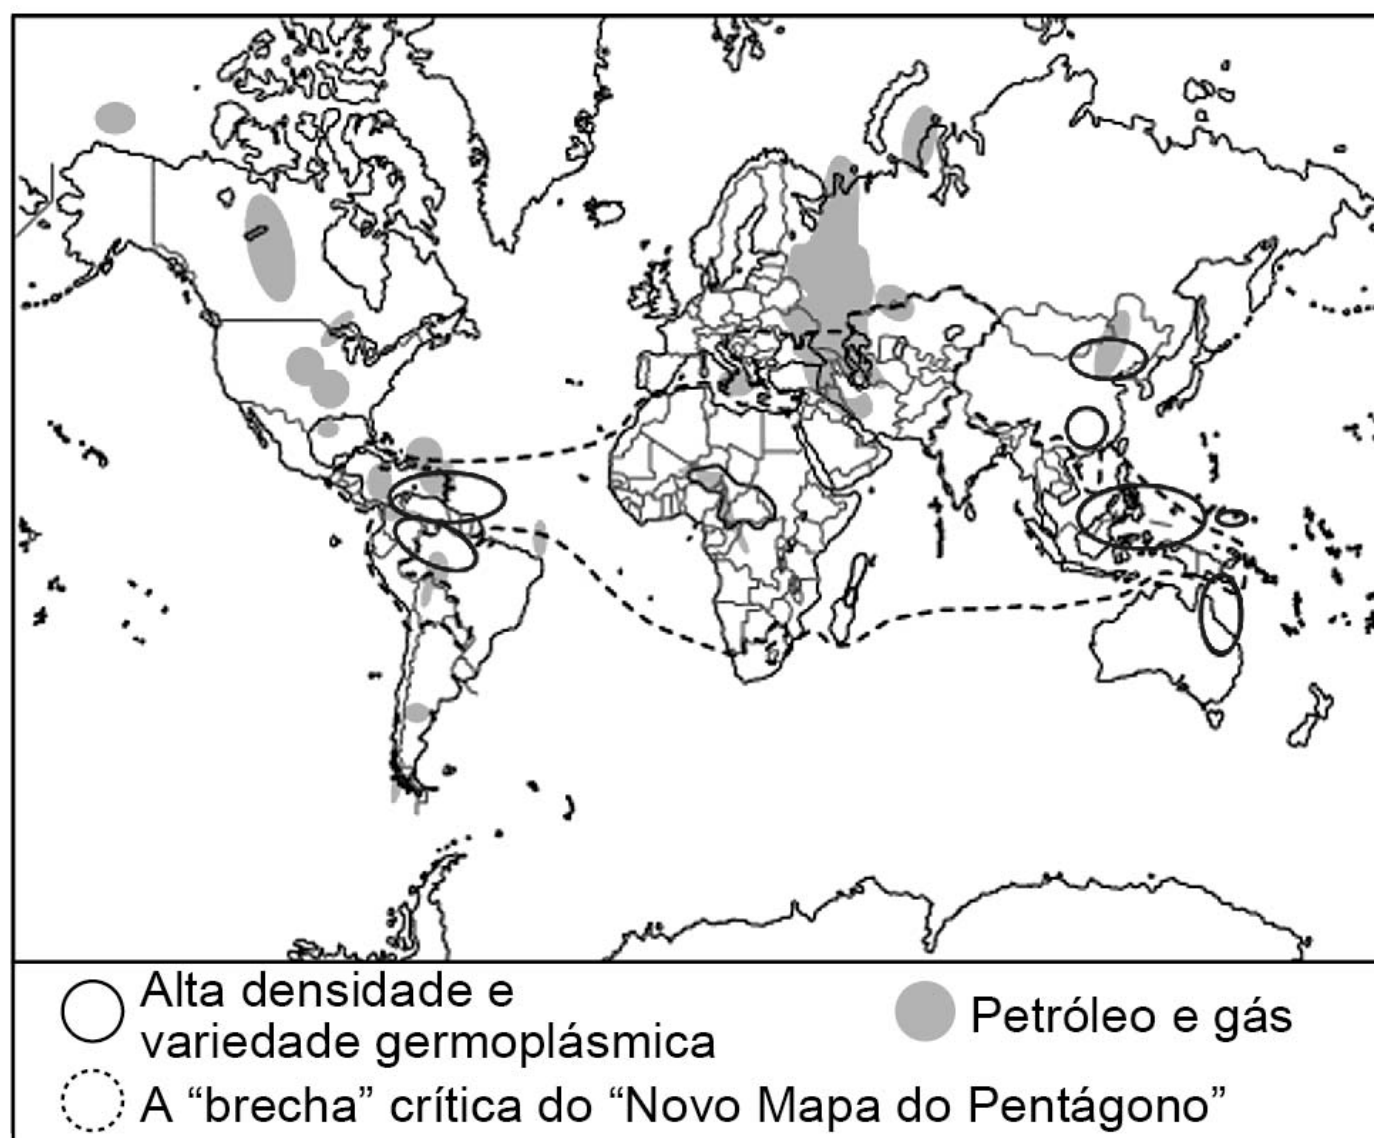 Alta densidade e
variedade germoplásmica
Petróleo e gás
A “brecha” crítica do “Novo Mapa do Pentágono”